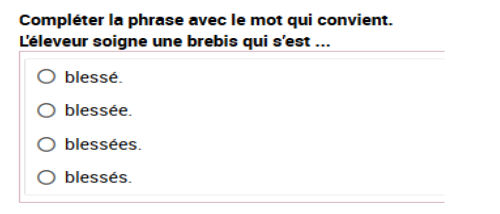 Compléter la phrase avec le mot qui convient.
L'éleveur soigne une brebis qui s'est ...
blessé.
blessée.
blessées.
blessés.